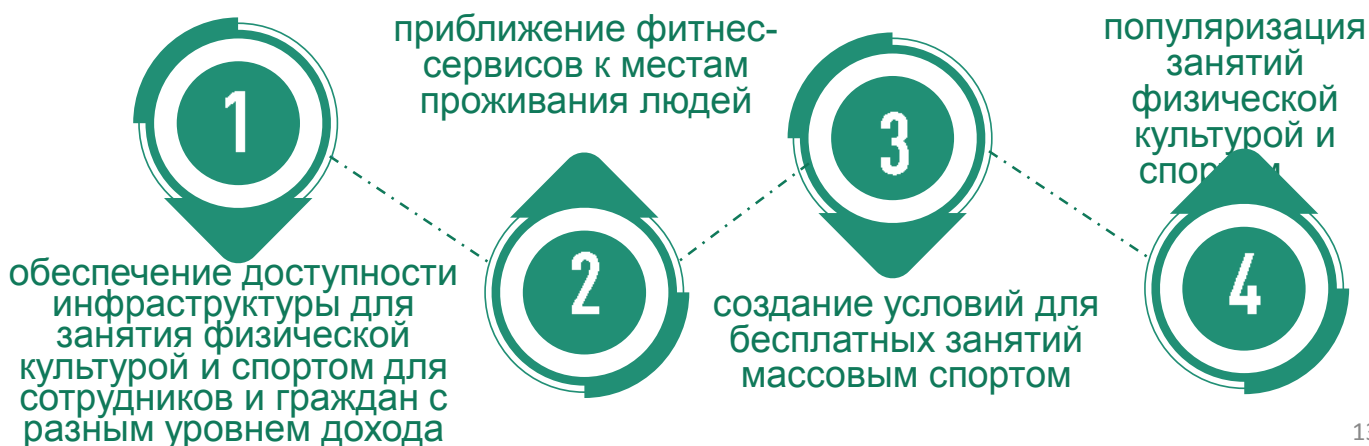 1
обеспечение доступности
инфраструктуры для
занятия физической
культурой и спортом для
сотрудников и граждан с
разным уровнем дохода
приближение фитнес-
сервисов к местам
проживания людей
2
3
создание условий для
бесплатных занятий
массовым спортом
популяризация
занятий
физической
культурой и
4